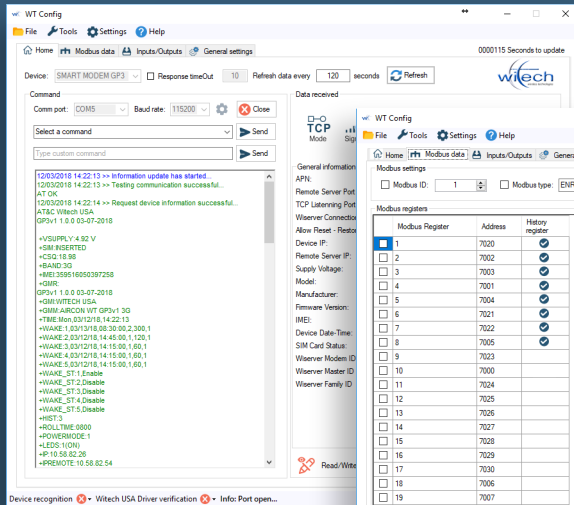 WT Config
File Tools Settings Help
Home Modbus data Inputs/Outputs General settings
0000115 Seconds to update
Device: SMART MODEM GP3 Response timeOut 10 Refresh data every 120 seconds Refresh
witech
Command
Comm port: COM5 Baud rate: 115200 Close
Select a command Send
Type custom command Send
12/03/2018 14:22:13 >> Information update has started...
12/03/2018 14:22:13 >> Testing communication successful...
AT OK
12/03/2018 14:22:14 >> Request device information successful...
AT&C Witech USA
GP3v1 1.0.0 03-07-2018
+VSUPPLY:4.92 V
+SIM:INSERTED
+CSQ:18.98
+BAND:3G
+IMEI:359516050397258
+GMR:
GP3v1 1.0.0 03-07-2018
+GMI:WITECH USA
+GMM:AIRCON WT GP3v1 3G
+TIME:Mon,03/12/18,14:22:13
+WAKE:1,03/13/18,08:30:00,2,300,1
+WAKE:2,03/12/18,14:45:00,1,120,1
+WAKE:3,03/12/18,14:15:00,1,60,1
+WAKE:4,03/12/18,14:15:00,1,60,1
+WAKE:5,03/12/18,14:15:00,1,60,1
+WAKE_ST:1,Enable
+WAKE_ST:2,Disable
+WAKE_ST:3,Disable
+WAKE_ST:4,Disable
+WAKE_ST:5,Disable
+HIST:3
+ROLLTIME:0800
+POWERMODE:1
+LEDS:1(ON)
+IP:10.58.82.26
+IPREMOTE:10.58.82.54
Data received
TCP
Mode Sig
General information
APN:
Remote Server Port
TCP Listenning Port
Wiserver Connectio
Allow Reset - Resto
Device IP:
Remote Server IP:
Supply Voltage:
Model:
Manufacturer:
Firmware Version:
IMEI:
Device Date-Time:
SIM Card Status:
Wiserver Modem ID
Wiserver Master ID
Wiserver Family ID
Read/Write
Device recognition Witech USA Driver verification Info: Port open...
WT Config
File Tools Settings Help
Home Modbus data Inputs/Outputs Genera
Modbus settings
Modbus ID: 1 Modbus type: ENR
Modbus registers
Modbus Register Address History register
1 7020
2 7002
3 7003
4 7001
5 7004
6 7021
7 7022
8 7005
9 7023
10 7000
11 7024
12 7025
13 7026
14 7027
15 7028
16 7029
17 7030
18 7006
19 7007